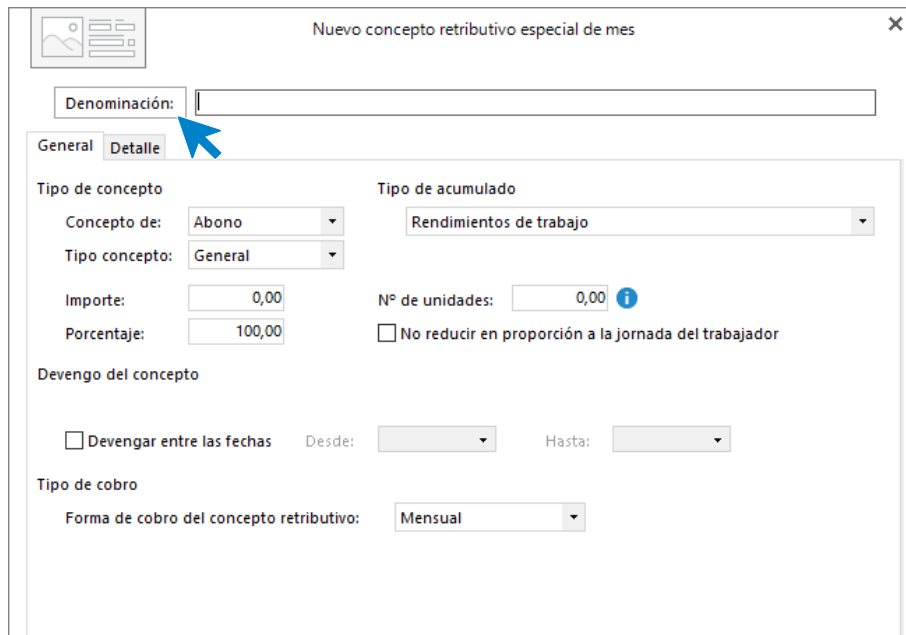 Nuevo concepto retributivo especial de mes
Denominación:
General Detalle
Tipo de concepto Tipo de acumulado
Concepto de: Abono Rendimientos de trabajo
Tipo concepto: General
Importe: 0,00 Nº de unidades: 0,00 i
Porcentaje: 100,00 No reducir en proporción a la jornada del trabajador
Devengo del concepto
Devengar entre las fechas Desde: Hasta:
Tipo de cobro
Forma de cobro del concepto retributivo: Mensual